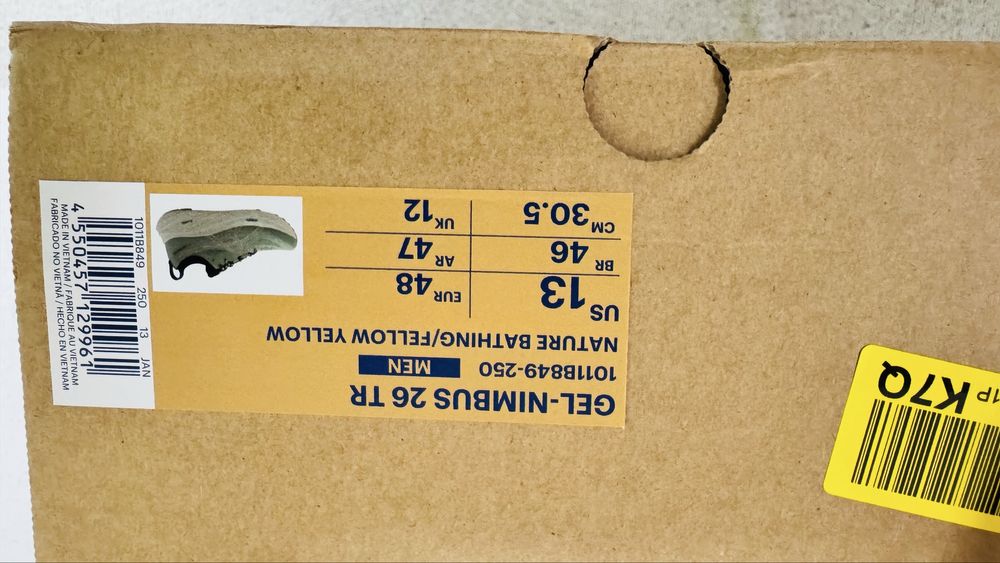 GEL-NIMBUS 26 TR
1011B849-250 MEN
NATURE BATHING/FELLOW YELLOW
US 13 EUR 48
BR 46 AR 47
CM 30.5 UK 12
1011B849 250 13 JAN
4 550457 129961
MADE IN VIETNAM / FABRIQUE AU VIETNAM
FABRICADO NO VIETNÃ / HECHO EN VIETNAM
1P K7Q